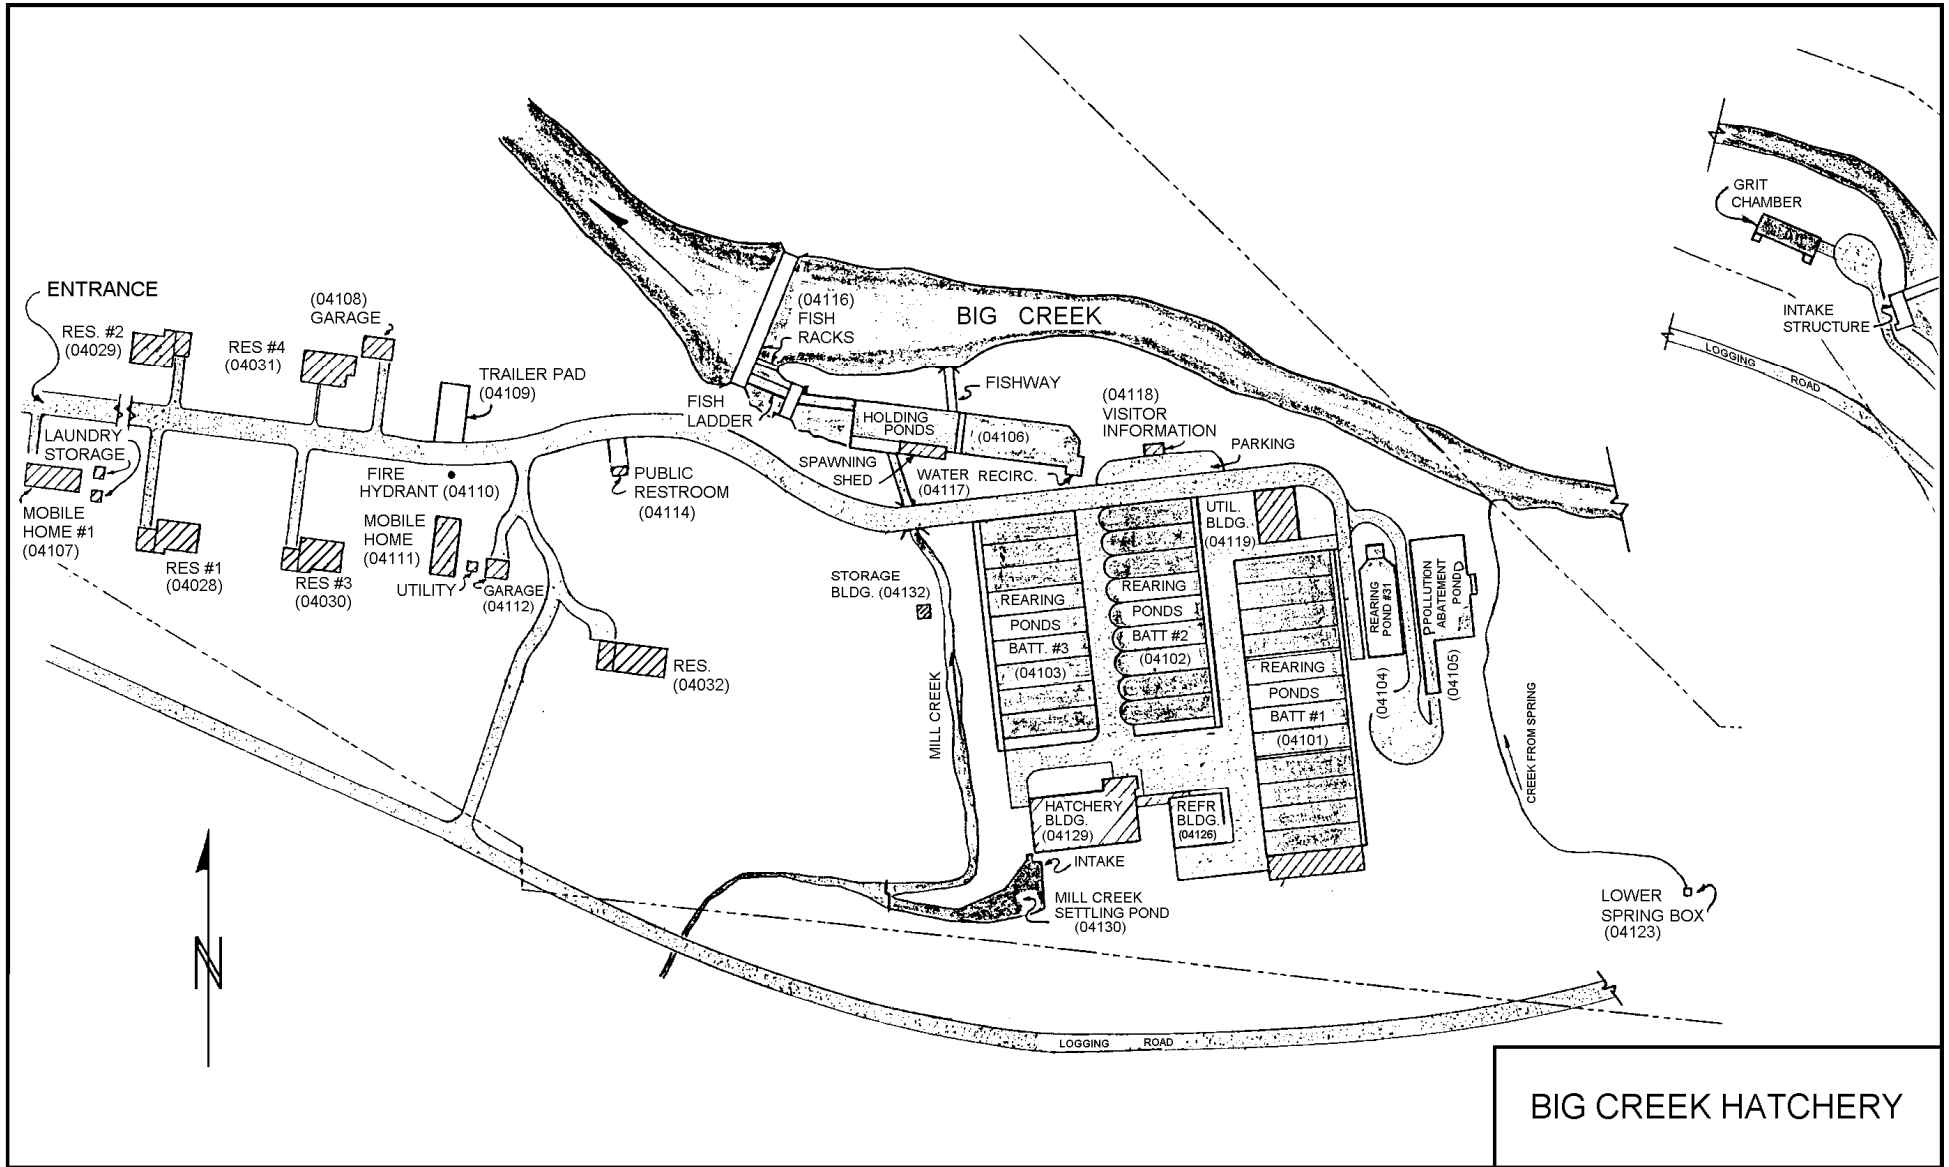 ENTRANCE
RES. #2
(04029)
RES #4
(04031)
(04108)
GARAGE
TRAILER PAD
(04109)
LAUNDRY
STORAGE
MOBILE
HOME #1
(04107)
RES #1
(04028)
RES #3
(04030)
FIRE
HYDRANT (04110)
MOBILE
HOME
(04111)
UTILITY
GARAGE
(04112)
PUBLIC
RESTROOM
(04114)
RES.
(04032)
(04116)
FISH
RACKS
BIG CREEK
FISH
LADDER
FISHWAY
HOLDING
PONDS
(04106)
SPAWNING
SHED
WATER RECIRC.
(04117)
(04118)
VISITOR
INFORMATION
PARKING
STORAGE
BLDG. (04132)
MILL CREEK
REARING
PONDS
BATT. #3
(04103)
REARING
PONDS
BATT #2
(04102)
UTIL.
BLDG.
(04119)
REARING
PONDS
BATT #1
(04101)
REARING
POND #31
(04104)
POLLUTION
ABATEMENT
POND
(04105)
HATCHERY
BLDG.
(04129)
REFR
BLDG.
(04126)
INTAKE
MILL CREEK
SETTLING POND
(04130)
CREEK FROM SPRING
LOWER
SPRING BOX
(04123)
GRIT
CHAMBER
INTAKE
STRUCTURE
LOGGING ROAD
LOGGING ROAD
N
BIG CREEK HATCHERY